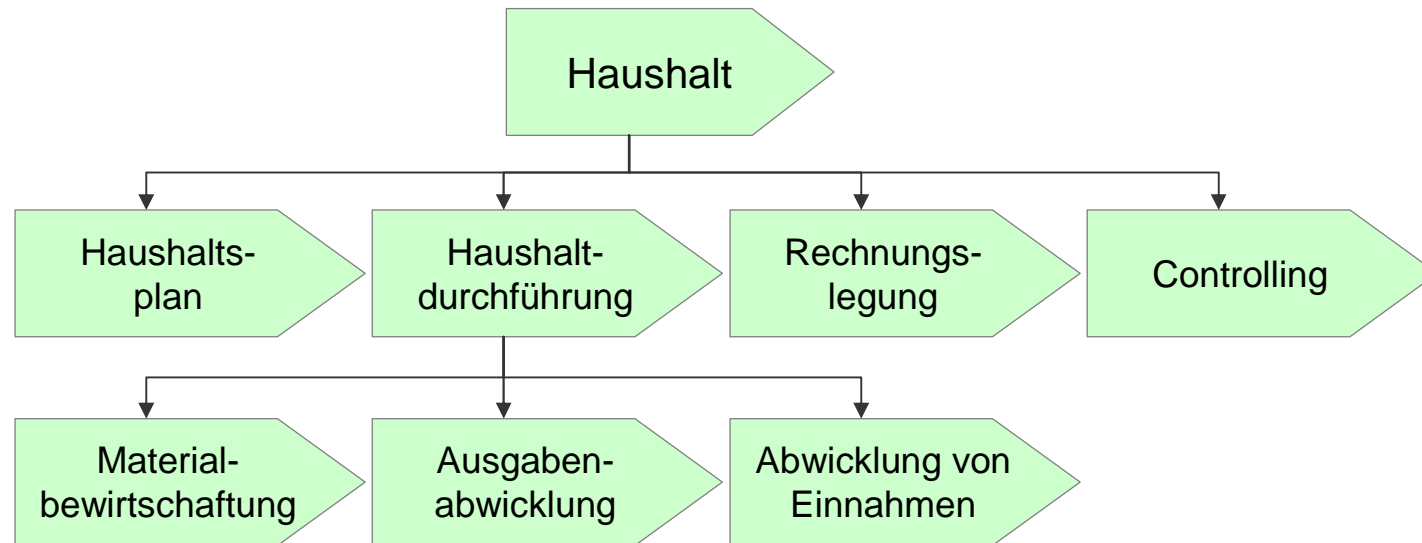 Haushalt
Haushalts-
plan
Haushalt-
durchführung
Rechnungs-
legung
Controlling
Material-
bewirtschaftung
Ausgaben-
abwicklung
Abwicklung von
Einnahmen